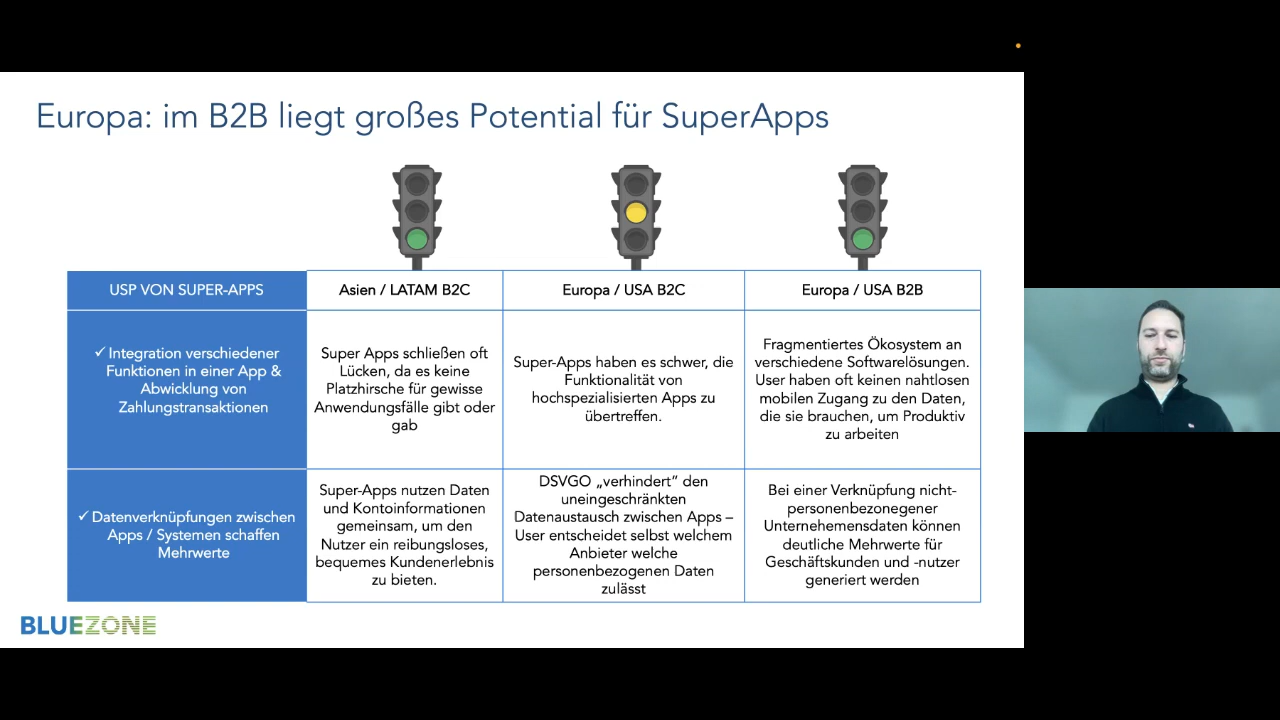 Europa: im B2B liegt großes Potential für SuperApps
USP VON SUPER-APPS
Asien / LATAM B2C
Europa / USA B2C
Europa / USA B2B
✓ Integration verschiedener
Funktionen in einer App &
Abwicklung von
Zahlungstransaktionen
Super Apps schließen oft
Lücken, da es keine
Platzhirsche für gewisse
Anwendungsfälle gibt oder
gab
Super-Apps haben es schwer, die
Funktionalität von
hochspezialisierten Apps zu
übertreffen.
Fragmentiertes Ökosystem an
verschiedene Softwarelösungen.
User haben oft keinen nahtlosen
mobilen Zugang zu den Daten,
die sie brauchen, um Produktiv
zu arbeiten
✓ Datenverknüpfungen zwischen
Apps / Systemen schaffen
Mehrwerte
Super-Apps nutzen Daten
und Kontoinformationen
gemeinsam, um den
Nutzer ein reibungsloses,
bequemes Kundenerlebnis
zu bieten.
DSVGO „verhindert“ den
uneingeschränkten
Datenaustausch zwischen Apps –
User entscheidet selbst welchem
Anbieter welche
personenbezogenen Daten
zulässt
Bei einer Verknüpfung nicht-
personenbezonegener
Unternehemensdaten können
deutliche Mehrwerte für
Geschäftskunden und -nutzer
generiert werden
BLUEZONE